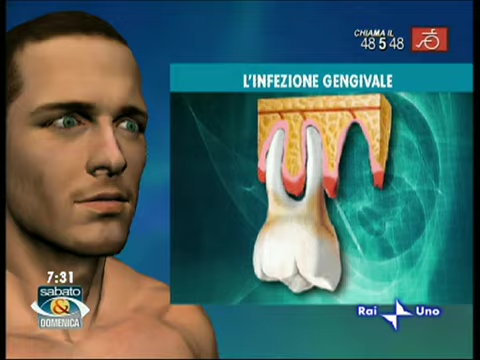 CHIAMA IL
48 5 48
L'INFEZIONE GENGIVALE
7:31
sabato
&
DOMENICA
Rai Uno